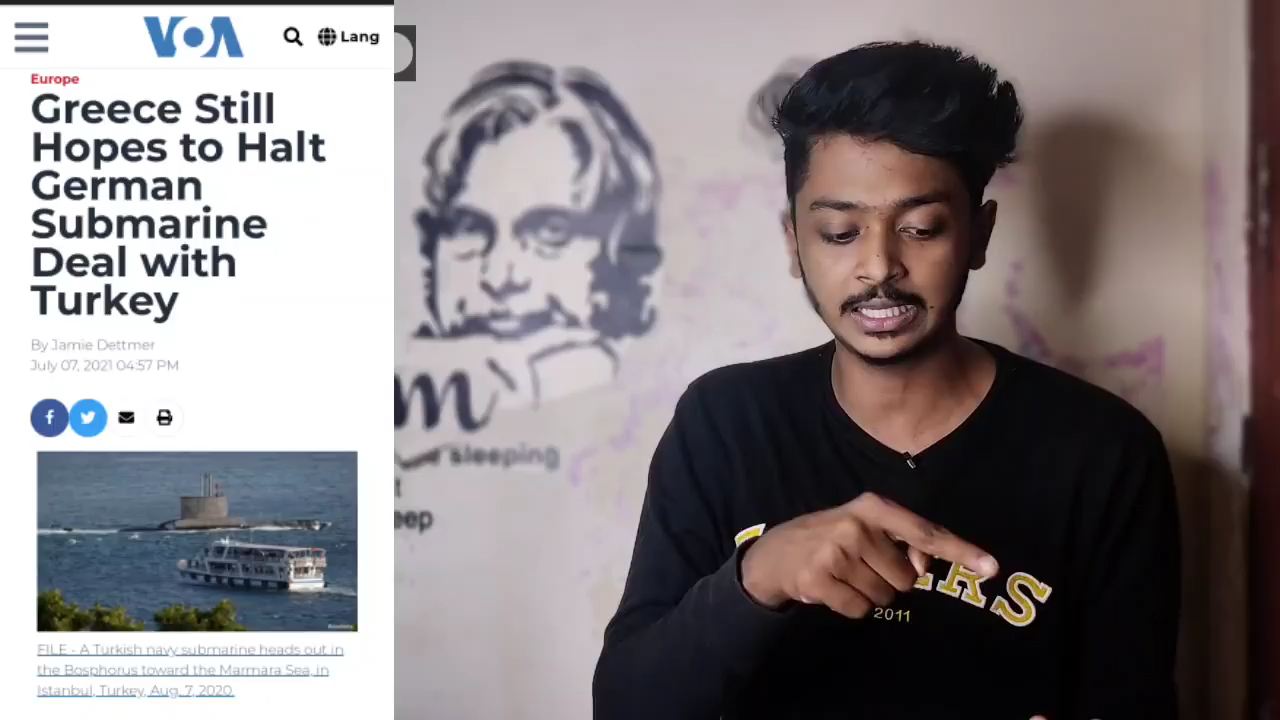 VOA
Lang
Europe
Greece Still
Hopes to Halt
German
Submarine
Deal with
Turkey
By Jamie Dettmer
July 07, 2021 04:57 PM
FILE - A Turkish navy submarine heads out in
the Bosphorus toward the Marmara Sea, in
Istanbul, Turkey, Aug. 7, 2020.
m
sleeping
eep
2011